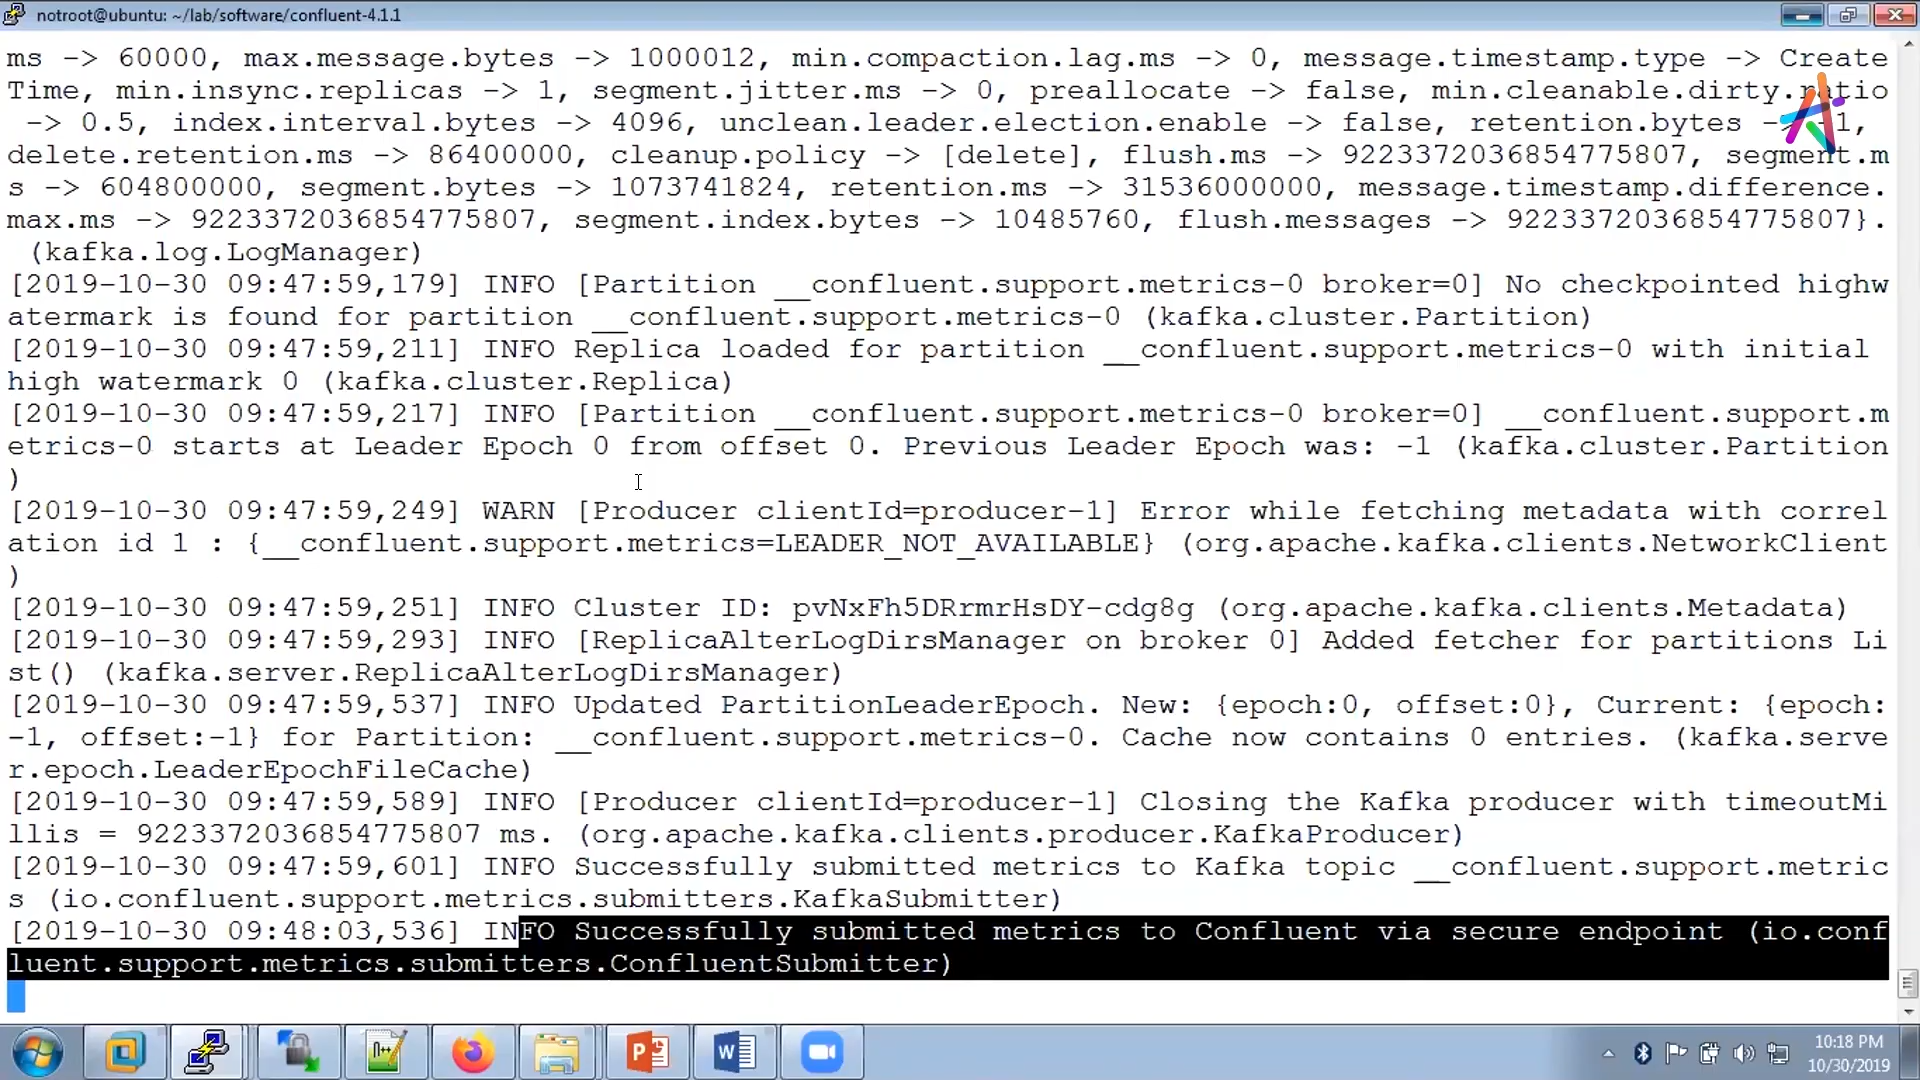 notroot@ubuntu: ~/lab/software/confluent-4.1.1
ms -> 60000, max.message.bytes -> 1000012, min.compaction.lag.ms -> 0, message.timestamp.type -> Create
Time, min.insync.replicas -> 1, segment.jitter.ms -> 0, preallocate -> false, min.cleanable.dirty.ratio
-> 0.5, index.interval.bytes -> 4096, unclean.leader.election.enable -> false, retention.bytes -> -1,
delete.retention.ms -> 86400000, cleanup.policy -> [delete], flush.ms -> 9223372036854775807, segment.m
s -> 604800000, segment.bytes -> 1073741824, retention.ms -> 31536000000, message.timestamp.difference.
max.ms -> 9223372036854775807, segment.index.bytes -> 10485760, flush.messages -> 9223372036854775807}.
(kafka.log.LogManager)
[2019-10-30 09:47:59,179] INFO [Partition __confluent.support.metrics-0 broker=0] No checkpointed highw
atermark is found for partition __confluent.support.metrics-0 (kafka.cluster.Partition)
[2019-10-30 09:47:59,211] INFO Replica loaded for partition __confluent.support.metrics-0 with initial
high watermark 0 (kafka.cluster.Replica)
[2019-10-30 09:47:59,217] INFO [Partition __confluent.support.metrics-0 broker=0] __confluent.support.m
etrics-0 starts at Leader Epoch 0 from offset 0. Previous Leader Epoch was: -1 (kafka.cluster.Partition
)
[2019-10-30 09:47:59,249] WARN [Producer clientId=producer-1] Error while fetching metadata with correl
ation id 1 : {__confluent.support.metrics=LEADER_NOT_AVAILABLE} (org.apache.kafka.clients.NetworkClient
)
[2019-10-30 09:47:59,251] INFO Cluster ID: pvNxFh5DRrmrHsDY-cdg8g (org.apache.kafka.clients.Metadata)
[2019-10-30 09:47:59,293] INFO [ReplicaAlterLogDirsManager on broker 0] Added fetcher for partitions Li
st() (kafka.server.ReplicaAlterLogDirsManager)
[2019-10-30 09:47:59,537] INFO Updated PartitionLeaderEpoch. New: {epoch:0, offset:0}, Current: {epoch:
-1, offset:-1} for Partition: __confluent.support.metrics-0. Cache now contains 0 entries. (kafka.serve
r.epoch.LeaderEpochFileCache)
[2019-10-30 09:47:59,589] INFO [Producer clientId=producer-1] Closing the Kafka producer with timeoutMi
llis = 9223372036854775807 ms. (org.apache.kafka.clients.producer.KafkaProducer)
[2019-10-30 09:47:59,601] INFO Successfully submitted metrics to Kafka topic __confluent.support.metric
s (io.confluent.support.metrics.submitters.KafkaSubmitter)
[2019-10-30 09:48:03,536] INFO Successfully submitted metrics to Confluent via secure endpoint (io.conf
luent.support.metrics.submitters.ConfluentSubmitter)
10:18 PM
10/30/2019